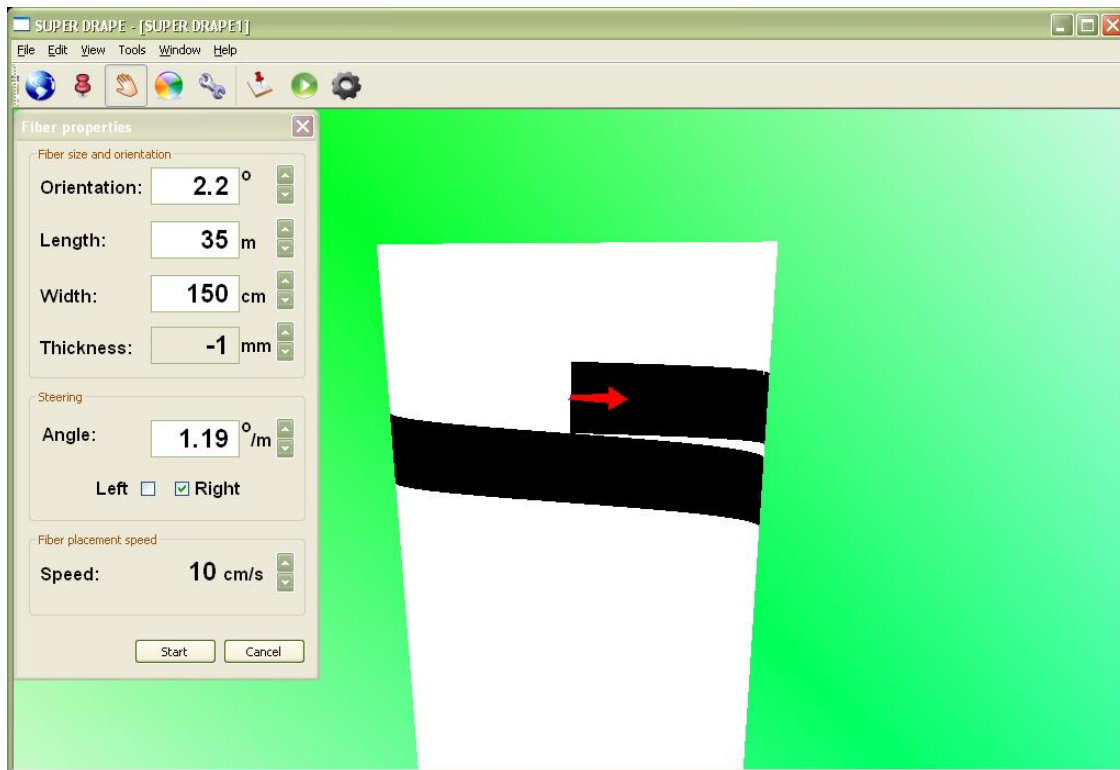 SUPER DRAPE - [SUPER DRAPE1]
File Edit View Tools Window Help
Fiber properties
Fiber size and orientation
Orientation: 2.2 o
Length: 35 m
Width: 150 cm
Thickness: -1 mm
Steering
Angle: 1.19 o/m
Left Right
Fiber placement speed
Speed: 10 cm/s
Start Cancel